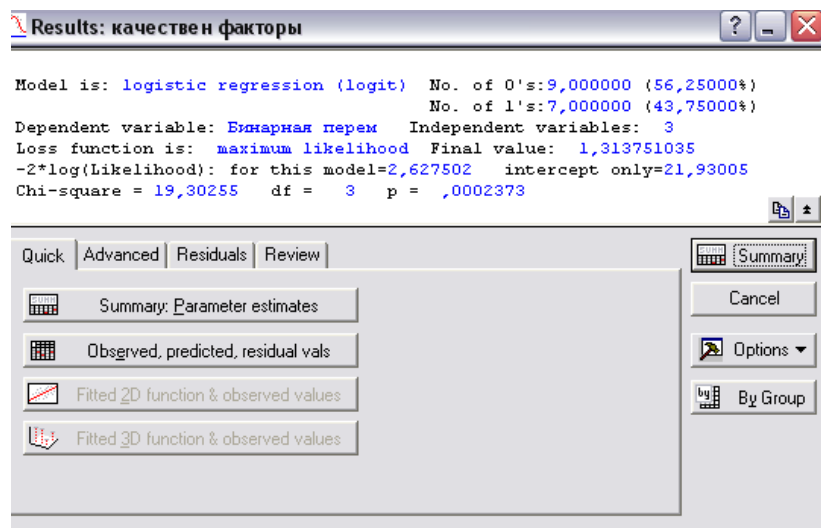 Results: качествен факторы
Model is: logistic regression (logit) No. of 0's:9,000000 (56,25000%)
No. of 1's:7,000000 (43,75000%)
Dependent variable: Бинарная перем Independent variables: 3
Loss function is: maximum likelihood Final value: 1,313751035
-2*log(Likelihood): for this model=2,627502 intercept only=21,93005
Chi-square = 19,30255 df = 3 p = ,0002373
Quick Advanced Residuals Review
Summary
Summary: Parameter estimates
Cancel
Observed, predicted, residual vals
Options
Fitted 2D function & observed values
By Group
Fitted 3D function & observed values